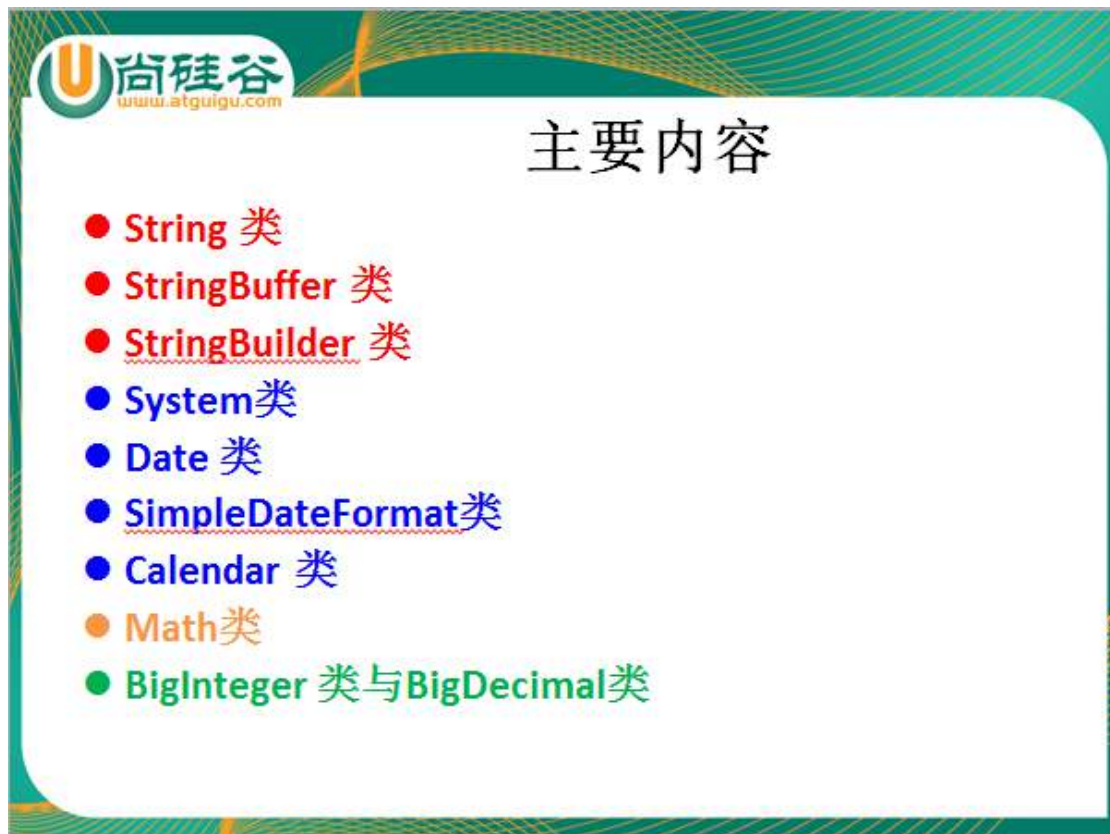 尚硅谷
www.atguigu.com
主要内容
String 类
StringBuffer 类
StringBuilder 类
System类
Date 类
SimpleDateFormat类
Calendar 类
Math类
BigInteger 类与BigDecimal类